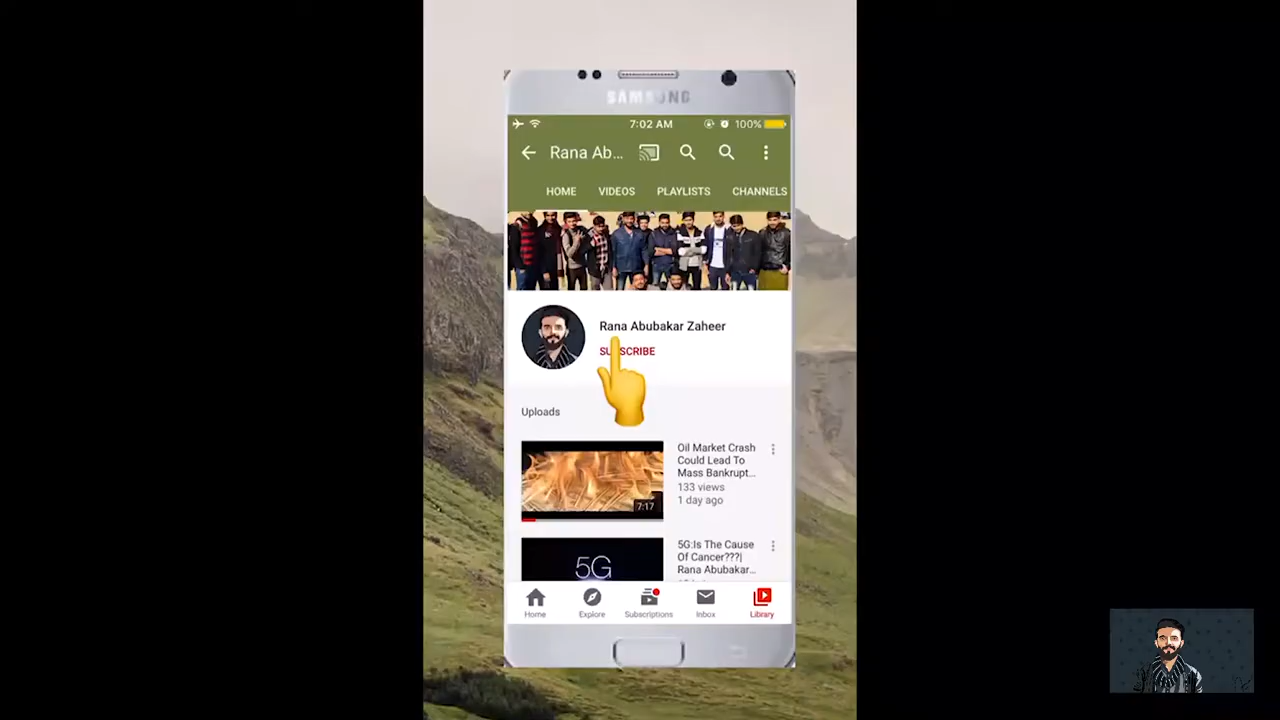 SAMSUNG
7:02 AM 100%
Rana Ab...
HOME VIDEOS PLAYLISTS CHANNELS
Rana Abubakar Zaheer
SUBSCRIBE
Uploads
Oil Market Crash
Could Lead To
Mass Bankrupt...
133 views
1 day ago
7:17
5G:Is The Cause
Of Cancer???|
Rana Abubakar...
5G
Home Explore Subscriptions Inbox Library